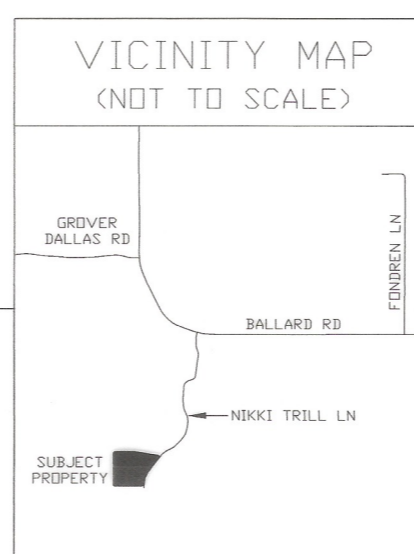 VICINITY MAP
(NOT TO SCALE)
GROVER
DALLAS RD
FONDREN LN
BALLARD RD
NIKKI TRILL LN
SUBJECT
PROPERTY